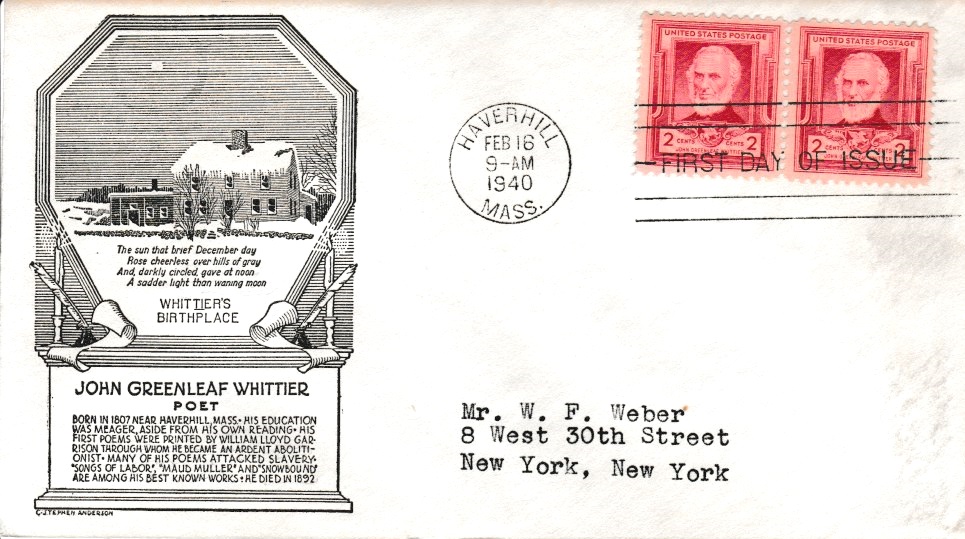 The sun that brief December day
Rose cheerless over hills of gray
And, darkly circled, gave at noon
A sadder light than waning moon
WHITTIER'S
BIRTHPLACE
JOHN GREENLEAF WHITTIER
POET
BORN IN 1807 NEAR HAVERHILL, MASS • HIS EDUCATION
WAS MEAGER, ASIDE FROM HIS OWN READING • HIS
FIRST POEMS WERE PRINTED BY WILLIAM LLOYD GAR-
RISON THROUGH WHOM HE BECAME AN ARDENT ABOLITI-
ONIST • MANY OF HIS POEMS ATTACKED SLAVERY •
"SONGS OF LABOR", "MAUD MULLER" AND "SNOWBOUND"
ARE AMONG HIS BEST KNOWN WORKS • HE DIED IN 1892
C. STEPHEN ANDERSON
HAVERHILL
FEB 16
9-AM
1940
MASS.
UNITED STATES POSTAGE
2 CENTS CENTS 2
JOHN GREENLEAF WHITTIER
UNITED STATES POSTAGE
2 CENTS CENTS 2
FIRST DAY OF ISSUE
Mr. W. F. Weber
8 West 30th Street
New York, New York